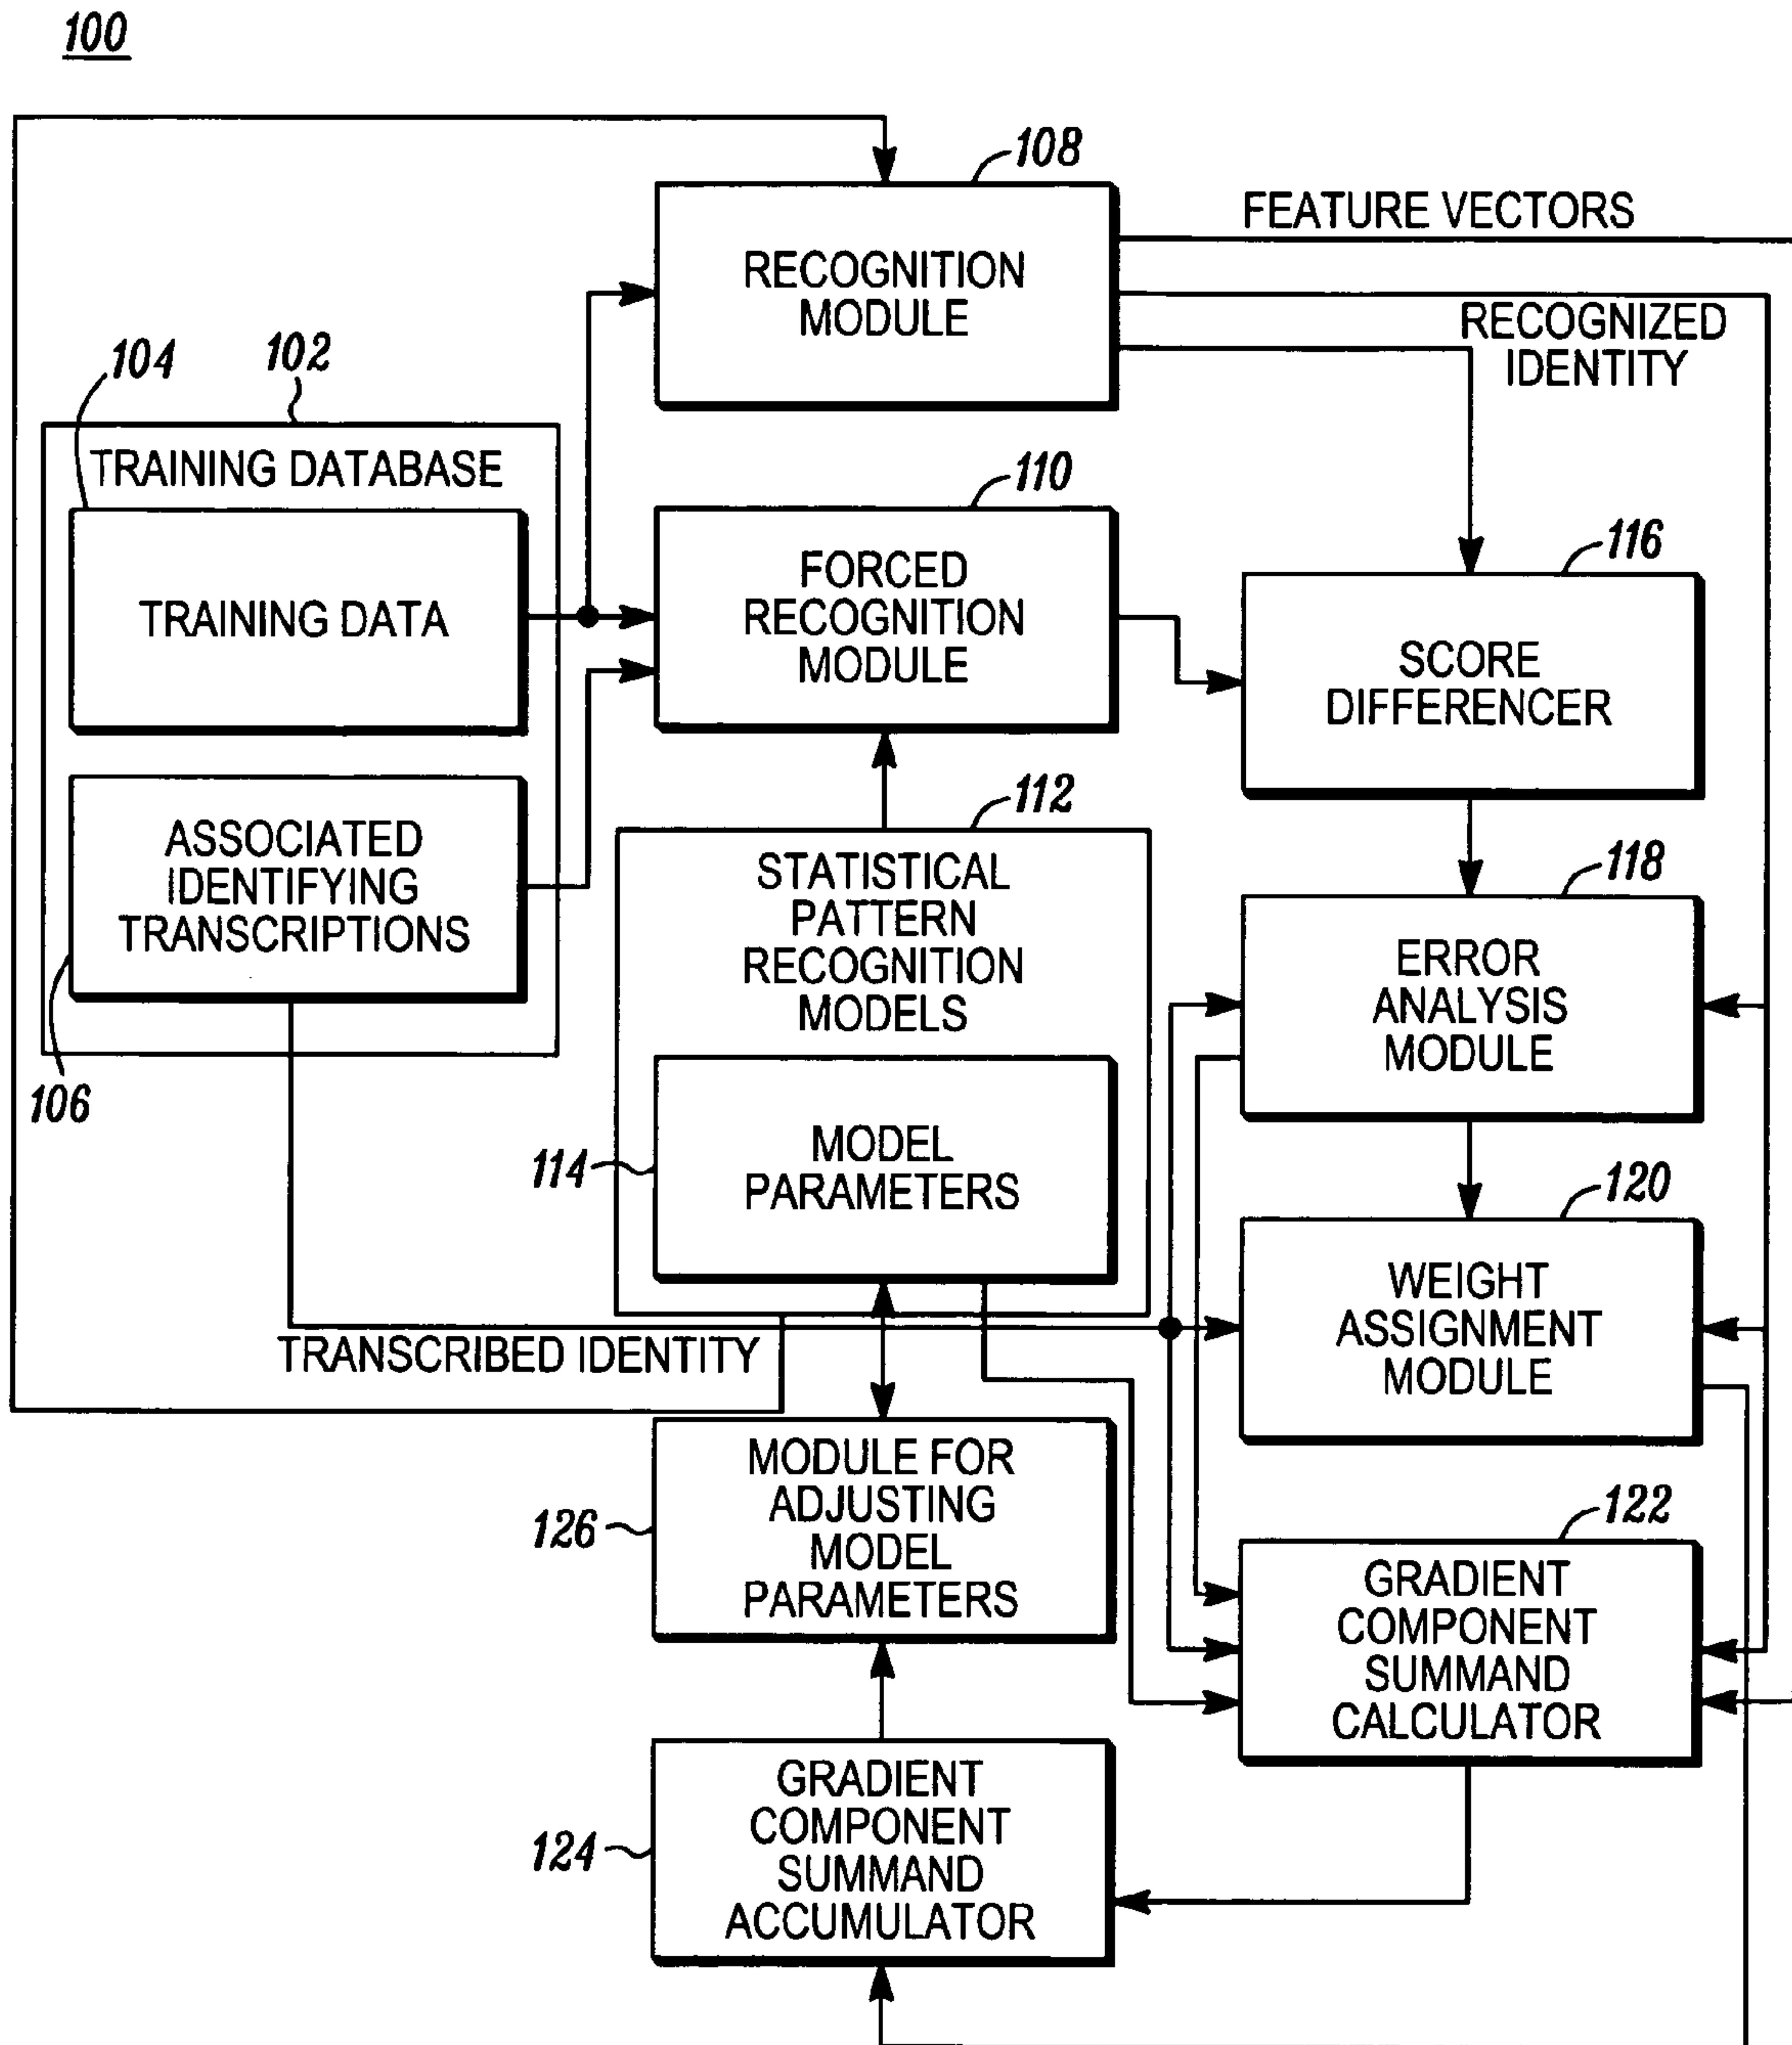 100
108
FEATURE VECTORS
RECOGNITION
MODULE
RECOGNIZED
IDENTITY
104
102
TRAINING DATABASE
TRAINING DATA
110
FORCED
RECOGNITION
MODULE
116
SCORE
DIFFERENCER
ASSOCIATED
IDENTIFYING
TRANSCRIPTIONS
106
112
STATISTICAL
PATTERN
RECOGNITION
MODELS
118
ERROR
ANALYSIS
MODULE
114
MODEL
PARAMETERS
120
WEIGHT
ASSIGNMENT
MODULE
TRANSCRIBED IDENTITY
126
MODULE FOR
ADJUSTING
MODEL
PARAMETERS
122
GRADIENT
COMPONENT
SUMMAND
CALCULATOR
124
GRADIENT
COMPONENT
SUMMAND
ACCUMULATOR